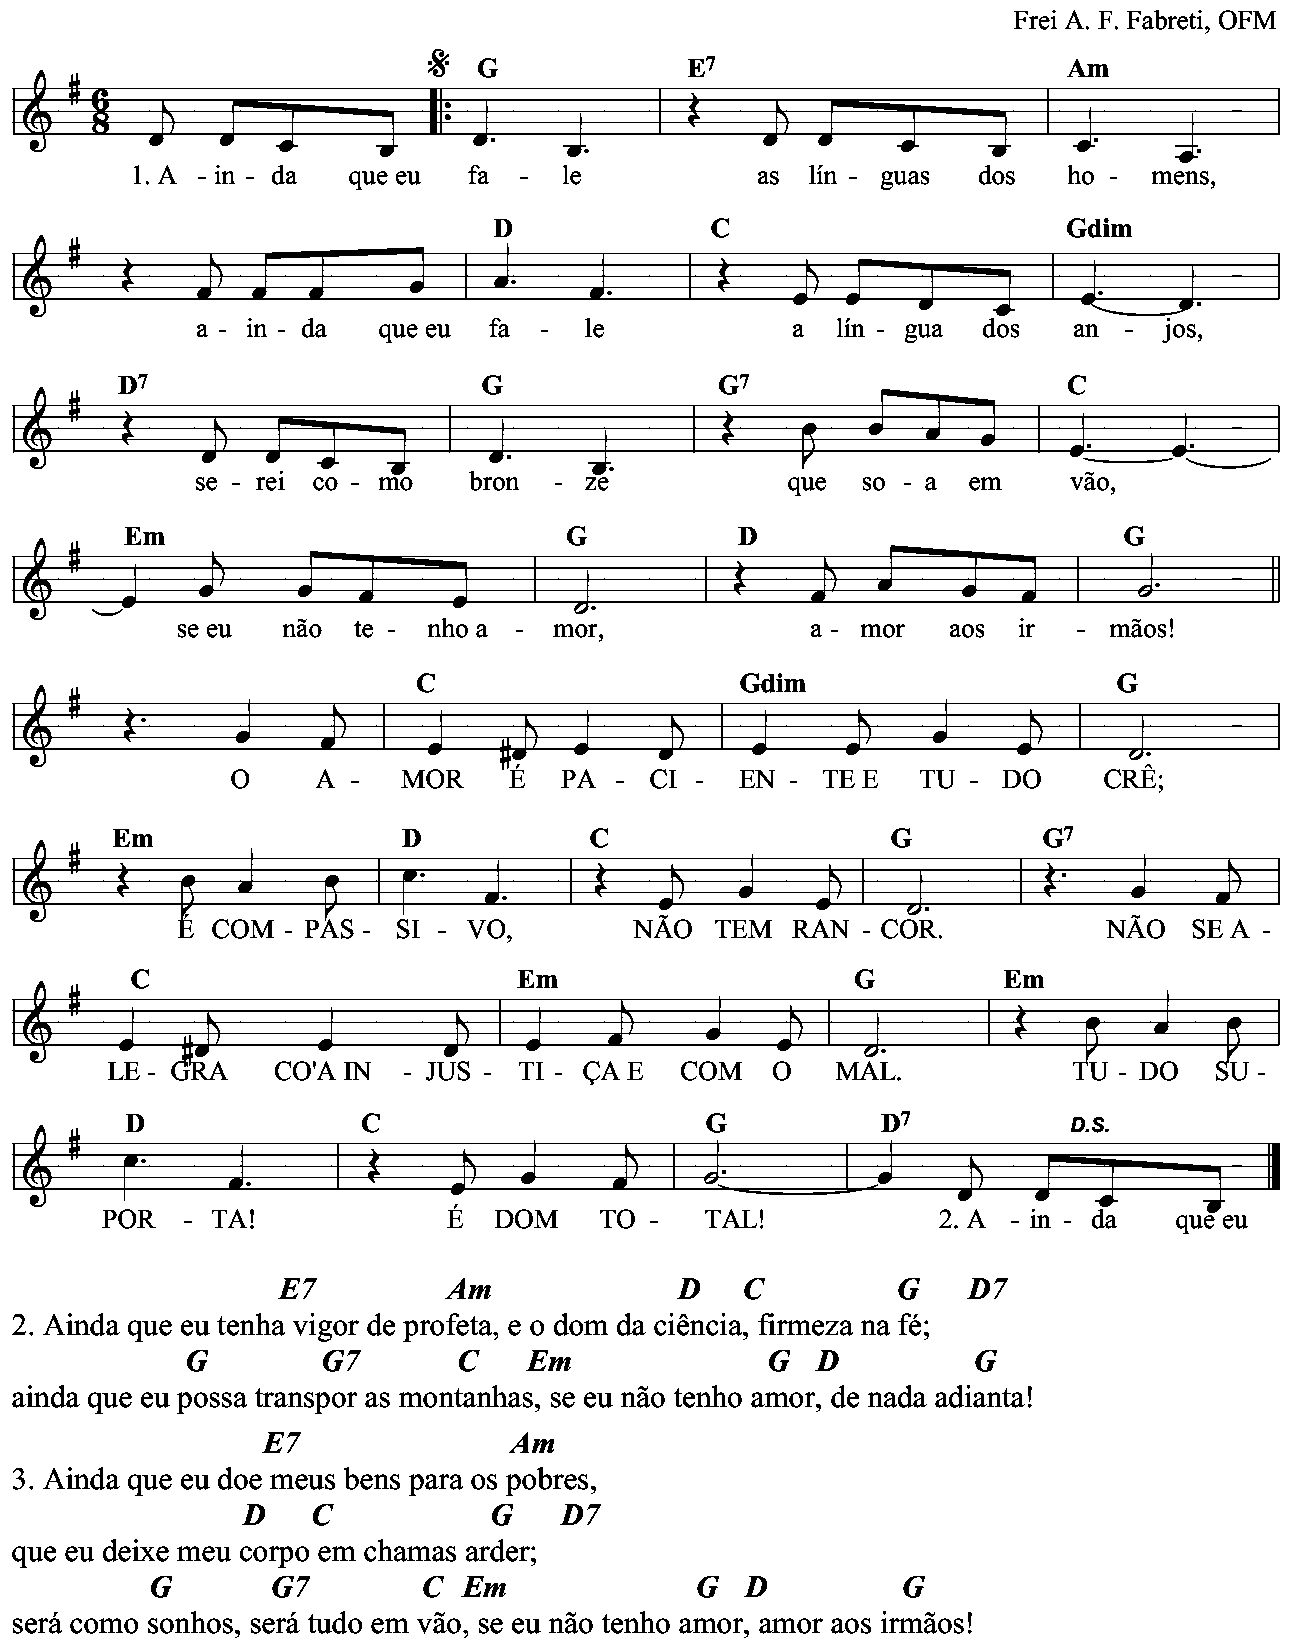 Frei A. F. Fabreti, OFM
G E7 Am
6
8
1. A - in - da que eu fa - le as lín - guas dos ho - mens,
D C Gdim
a - in - da que eu fa - le a lín - gua dos an - jos,
D7 G G7 C
se - rei co - mo bron - ze que so - a em vão,
Em G D G
se eu não te - nho a - mor, a - mor aos ir - mãos!
C Gdim G
O A - MOR É PA - CI - EN - TE E TU - DO CRÊ;
Em D C G G7
É COM - PAS - SI - VO, NÃO TEM RAN - COR. NÃO SE A -
C Em G Em
LE - GRA CO'A IN - JUS - TI - ÇA E COM O MAL. TU - DO SU -
D C G D7 D.S.
POR - TA! É DOM TO - TAL! 2. A - in - da que eu
E7 Am D C G D7
2. Ainda que eu tenha vigor de profeta, e o dom da ciência, firmeza na fé;
G G7 C Em G D G
ainda que eu possa transpor as montanhas, se eu não tenho amor, de nada adianta!
E7 Am
3. Ainda que eu doe meus bens para os pobres,
D C G D7
que eu deixe meu corpo em chamas arder;
G G7 C Em G D G
será como sonhos, será tudo em vão, se eu não tenho amor, amor aos irmãos!